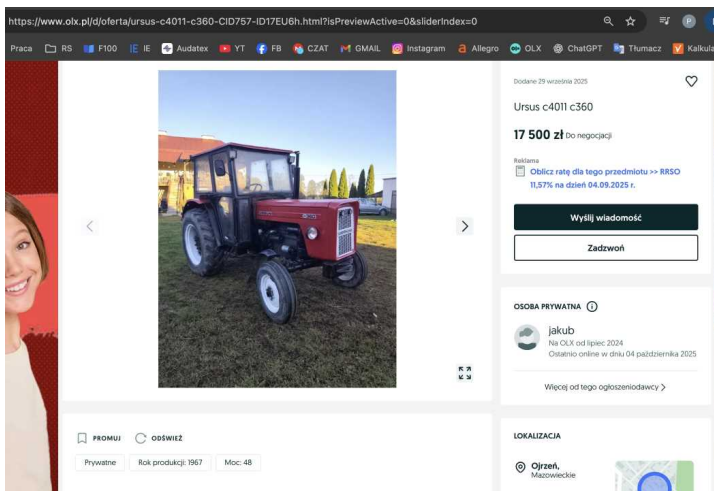 https://www.olx.pl/d/oferta/ursus-c4011-c360-CID757-ID17EU6h.html?isPreviewActive=0&sliderIndex=0
P
Praca RS F100 IE IE Audatex YT FB CZAT GMAIL Instagram Allegro OLX ChatGPT Tłumacz Kalkula
Dodane 29 września 2025
Ursus c4011 c360
17 500 zł Do negocjacji
Reklama
Oblicz ratę dla tego przedmiotu >> RRSO
11,57% na dzień 04.09.2025 r.
Wyślij wiadomość
Zadzwoń
OSOBA PRYWATNA
jakub
Na OLX od lipiec 2024
Ostatnio online w dniu 04 października 2025
Więcej od tego ogłoszeniodawcy
PROMUJ ODŚWIEŻ
Prywatne Rok produkcji: 1967 Moc: 48
LOKALIZACJA
Ojrzeń,
Mazowieckie